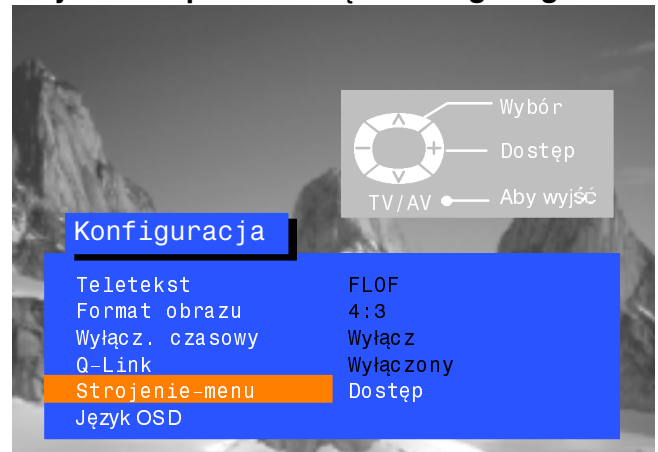 Wybór
Dostęp
TV/AV Aby wyjść
Konfiguracja
Teletekst FLOF
Format obrazu 4:3
Wyłącz. czasowy Wyłącz
Q-Link Wyłączony
Strojenie-menu Dostęp
Język OSD